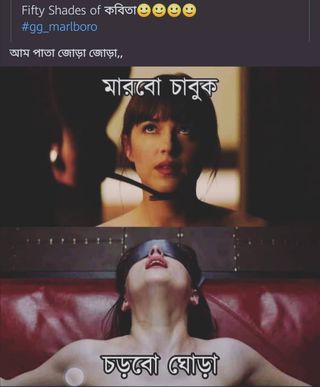 Fifty Shades of কবিতা🙂🙂🙂🙂
#gg_marlboro
আম পাতা জোড়া জোড়া,,
মারবো চাবুক
চড়বো ঘোড়া